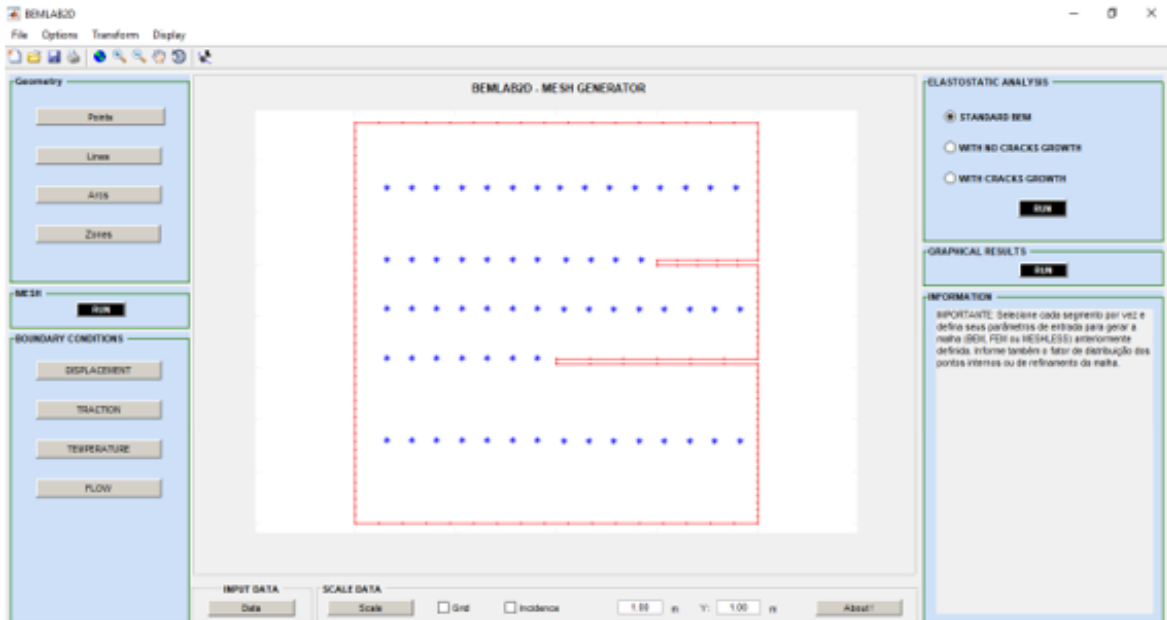 BEMLAB2D
File Options Transform Display
Geometry
Points
Lines
Arcs
Zones
MESH
RUN
BOUNDARY CONDITIONS
DISPLACEMENT
TRACTION
TEMPERATURE
FLOW
BEMLAB2D - MESH GENERATOR
INPUT DATA
Data
SCALE DATA
Scale
Grid
Incidence
1.00 m Y: 1.00 m
About!
ELASTOSTATIC ANALYSIS
STANDARD BEM
WITH NO CRACKS GROWTH
WITH CRACKS GROWTH
RUN
GRAPHICAL RESULTS
RUN
INFORMATION
IMPORTANTE: Selecione cada segmento por vez e
defina seus parâmetros de entrada para gerar a
malha (BEM, FEM ou MESHLESS) anteriormente
definida. Informe também o fator de distribuição dos
pontos internos ou de refinamento da malha.